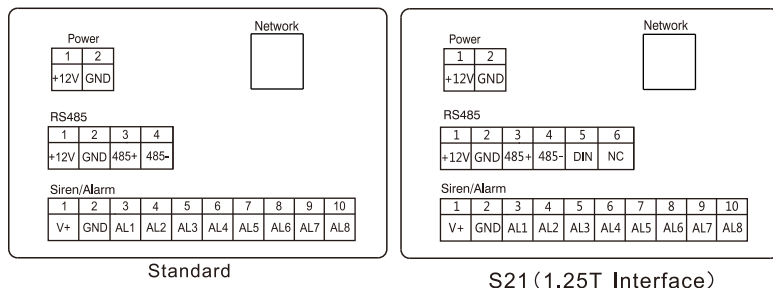 Power
Network
1 2
+12V GND
RS485
1 2 3 4
+12V GND 485+ 485-
Siren/Alarm
1 2 3 4 5 6 7 8 9 10
V+ GND AL1 AL2 AL3 AL4 AL5 AL6 AL7 AL8
Standard
Power
Network
1 2
+12V GND
RS485
1 2 3 4 5 6
+12V GND 485+ 485- DIN NC
Siren/Alarm
1 2 3 4 5 6 7 8 9 10
V+ GND AL1 AL2 AL3 AL4 AL5 AL6 AL7 AL8
S21(1.25T Interface)